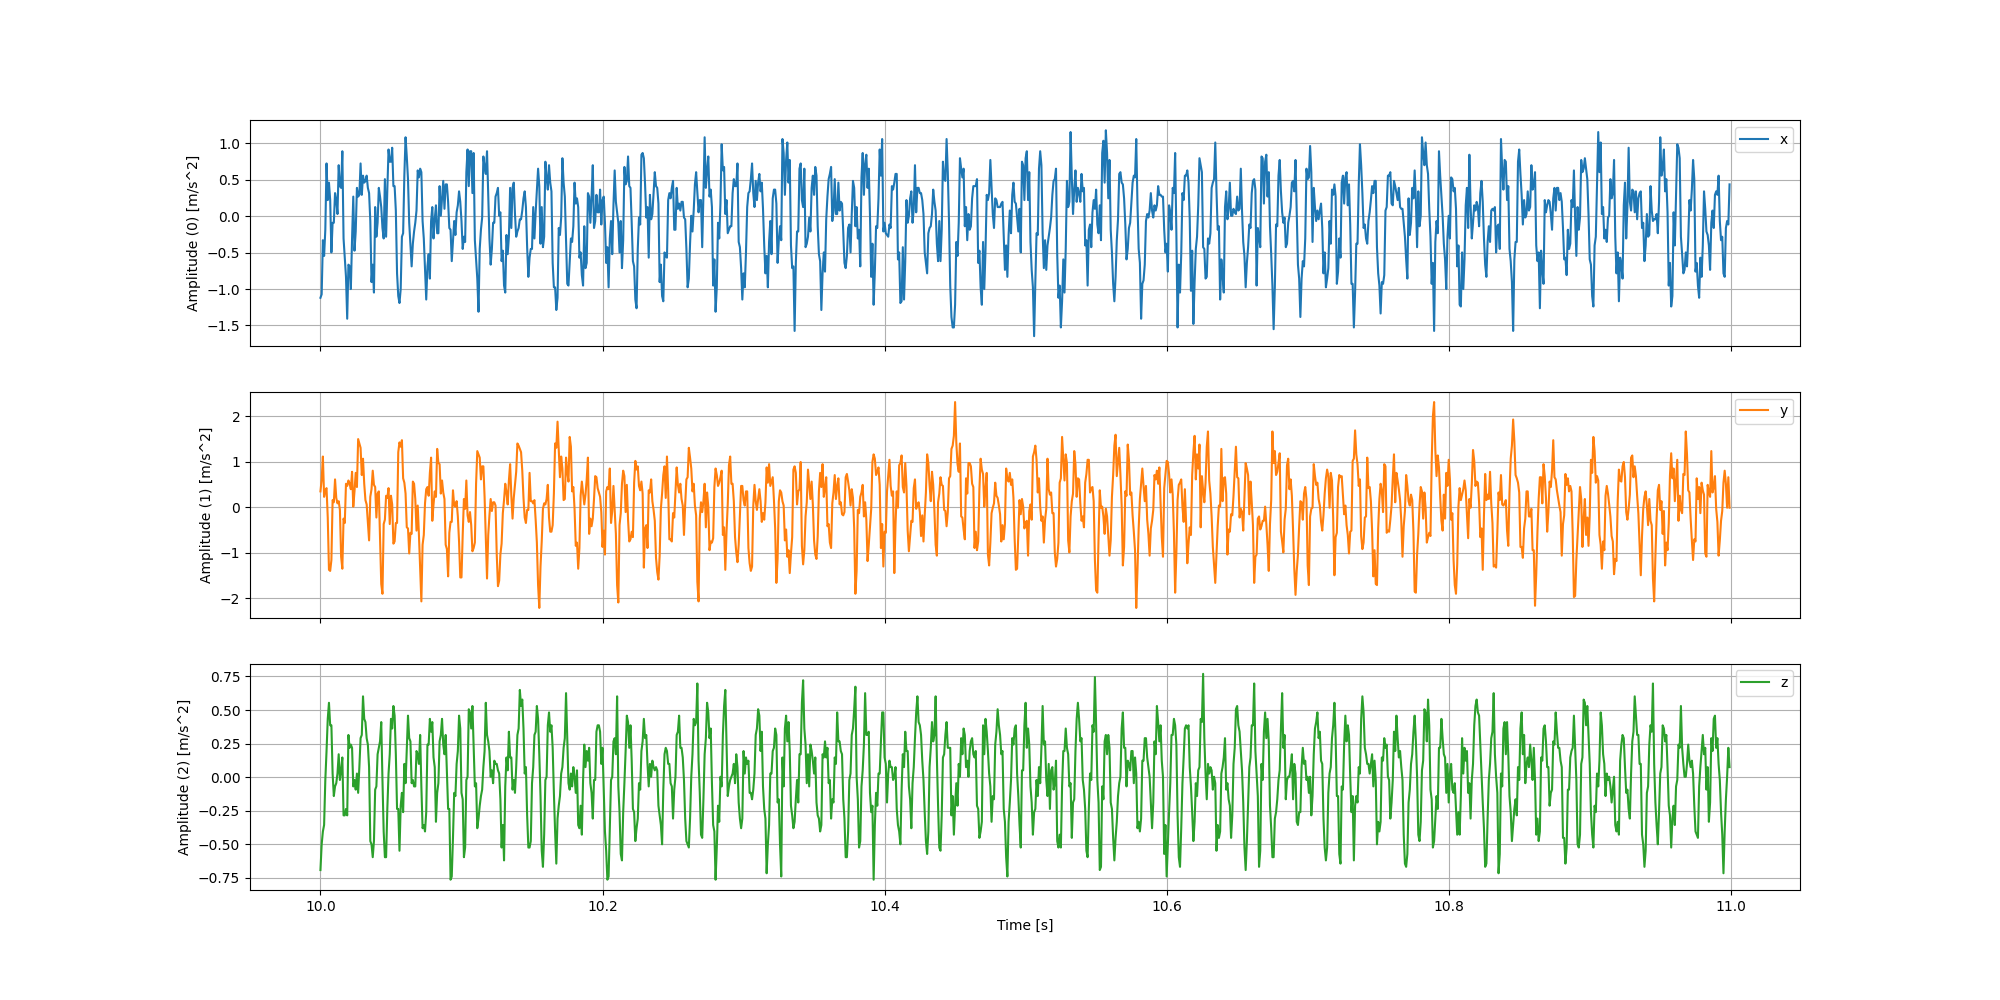 Amplitude (0) [m/s^2]
1.0
0.5
0.0
−0.5
−1.0
−1.5
x
Amplitude (1) [m/s^2]
2
1
0
−1
−2
y
Amplitude (2) [m/s^2]
0.75
0.50
0.25
0.00
−0.25
−0.50
−0.75
z
10.0 10.2 10.4 10.6 10.8 11.0
Time [s]